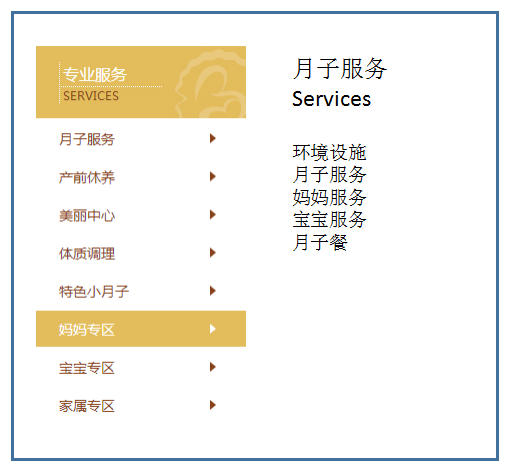 专业服务
SERVICES
月子服务
产前休养
美丽中心
体质调理
特色小月子
妈妈专区
宝宝专区
家属专区
月子服务
Services
环境设施
月子服务
妈妈服务
宝宝服务
月子餐